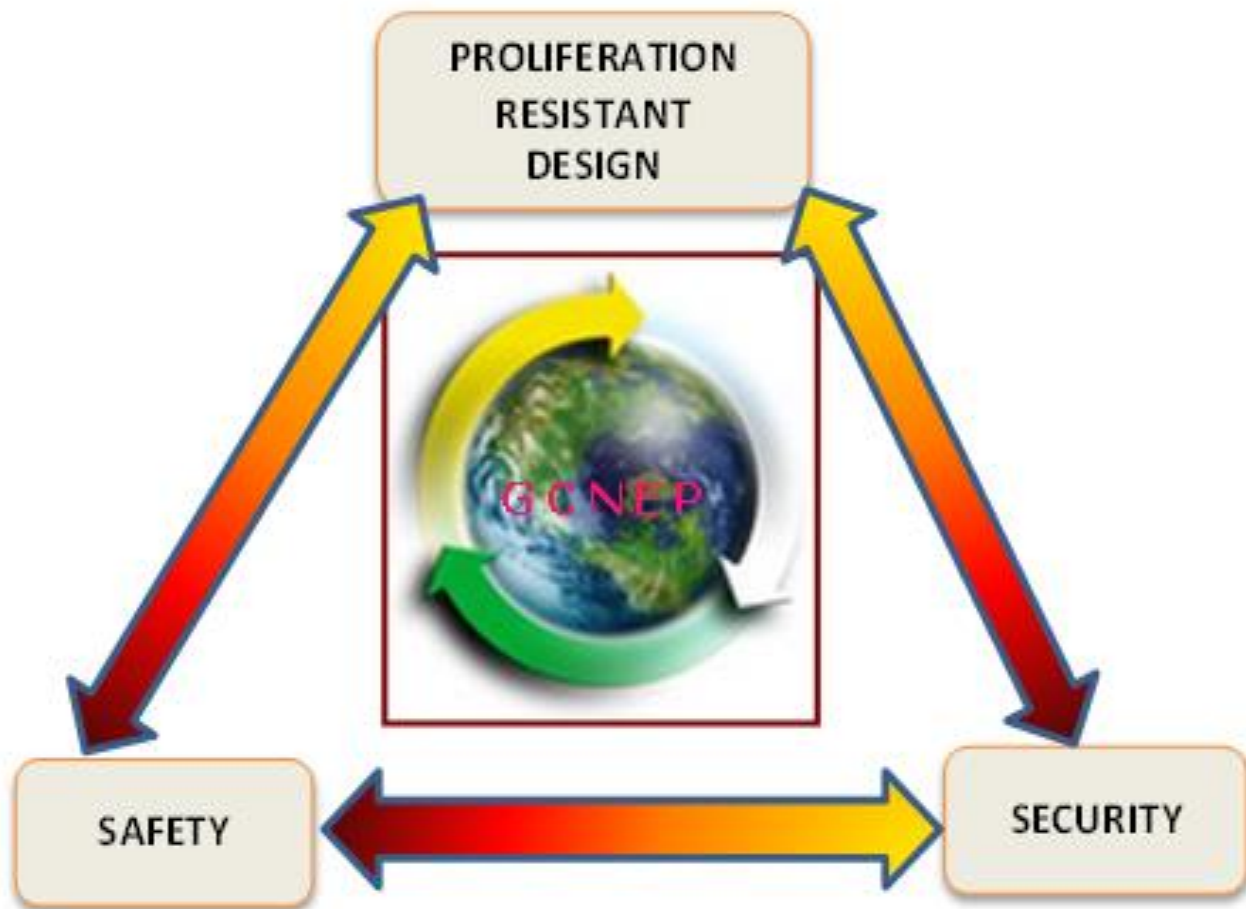 PROLIFERATION
RESISTANT
DESIGN
GCNEP
SAFETY
SECURITY